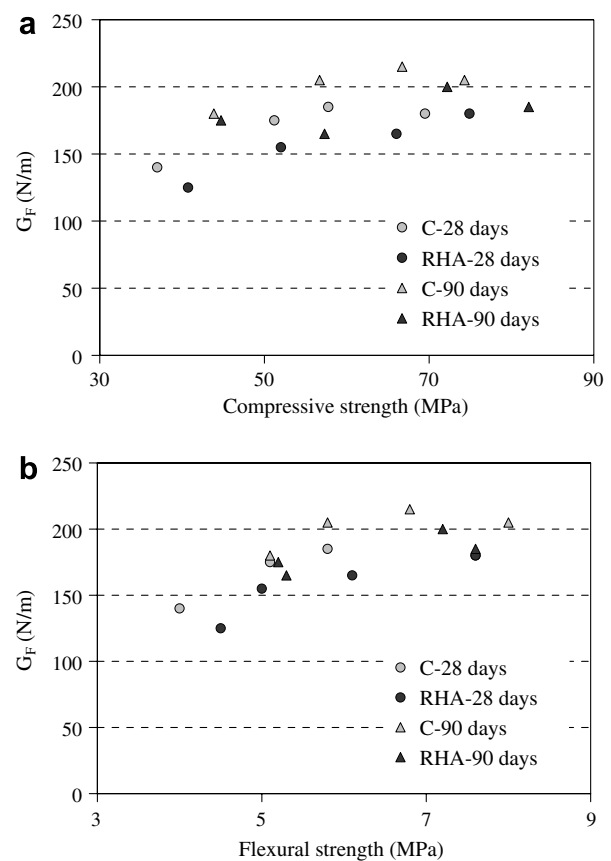 a
250
200
150
100
50
0
G_F (N/m)
C-28 days
RHA-28 days
C-90 days
RHA-90 days
30 50 70 90
Compressive strength (MPa)
b
250
200
150
100
50
0
G_F (N/m)
C-28 days
RHA-28 days
C-90 days
RHA-90 days
3 5 7 9
Flexural strength (MPa)